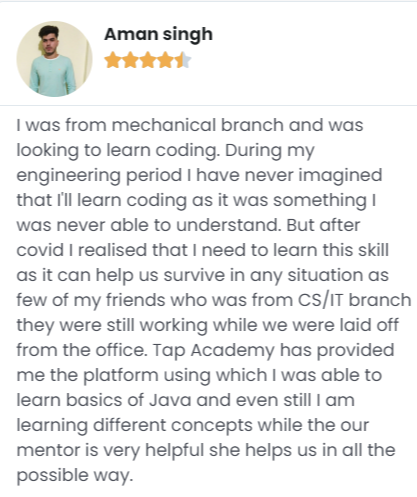 Aman singh
I was from mechanical branch and was
looking to learn coding. During my
engineering period I have never imagined
that I'll learn coding as it was something I
was never able to understand. But after
covid I realised that I need to learn this skill
as it can help us survive in any situation as
few of my friends who was from CS/IT branch
they were still working while we were laid off
from the office. Tap Academy has provided
me the platform using which I was able to
learn basics of Java and even still I am
learning different concepts while the our
mentor is very helpful she helps us in all the
possible way.